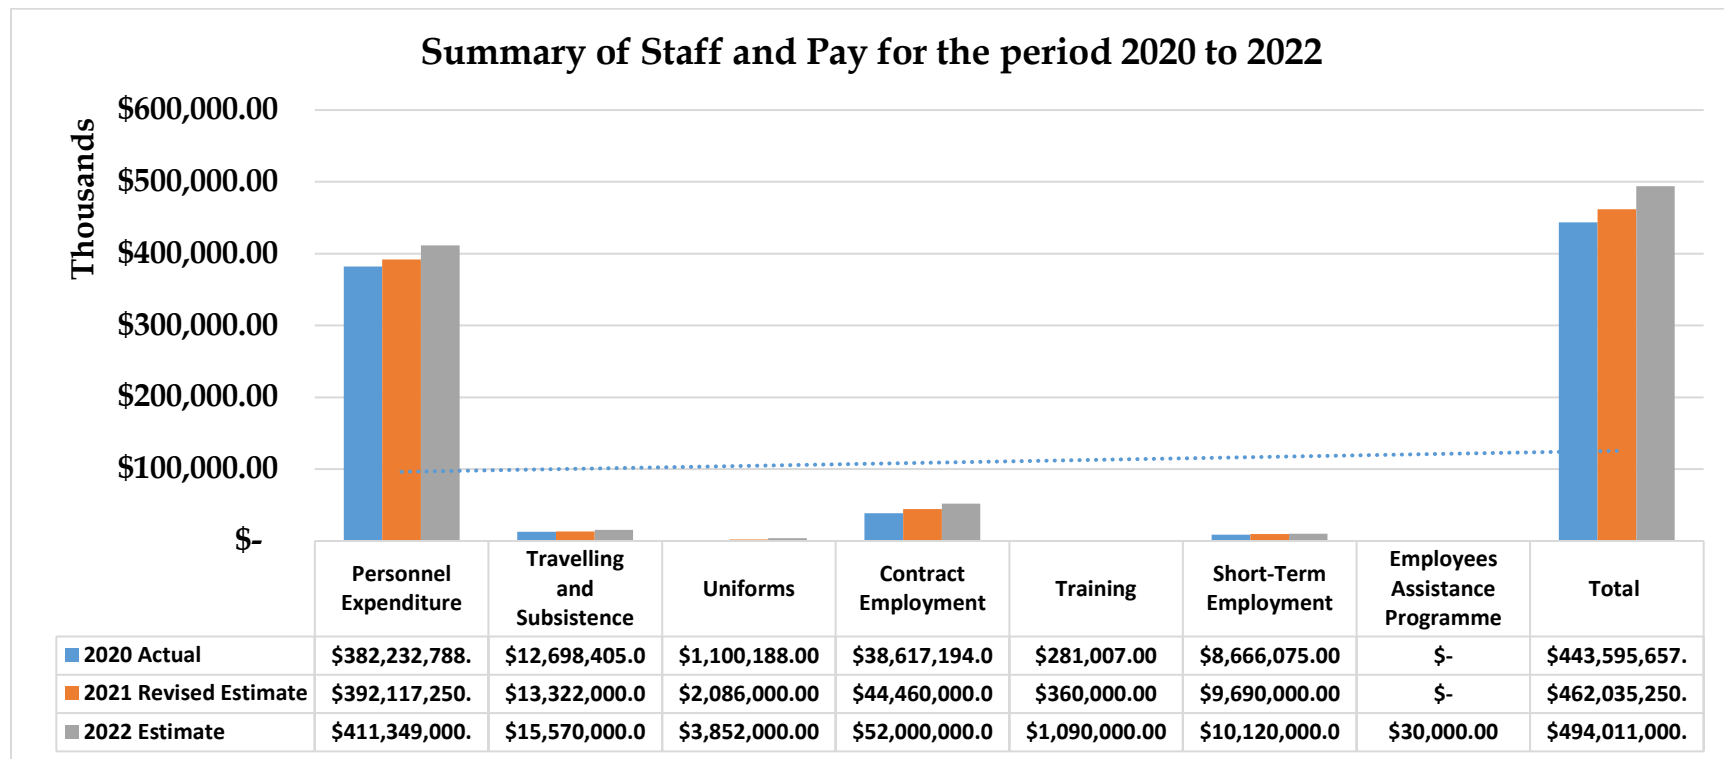 Summary of Staff and Pay for the period 2020 to 2022
Thousands
$600,000.00
$500,000.00
$400,000.00
$300,000.00
$200,000.00
$100,000.00
$-
Personnel Expenditure
Travelling and Subsistence
Uniforms
Contract Employment
Training
Short-Term Employment
Employees Assistance Programme
Total
2020 Actual $382,232,788. $12,698,405.0 $1,100,188.00 $38,617,194.0 $281,007.00 $8,666,075.00 $- $443,595,657.
2021 Revised Estimate $392,117,250. $13,322,000.0 $2,086,000.00 $44,460,000.0 $360,000.00 $9,690,000.00 $- $462,035,250.
2022 Estimate $411,349,000. $15,570,000.0 $3,852,000.00 $52,000,000.0 $1,090,000.00 $10,120,000.0 $30,000.00 $494,011,000.